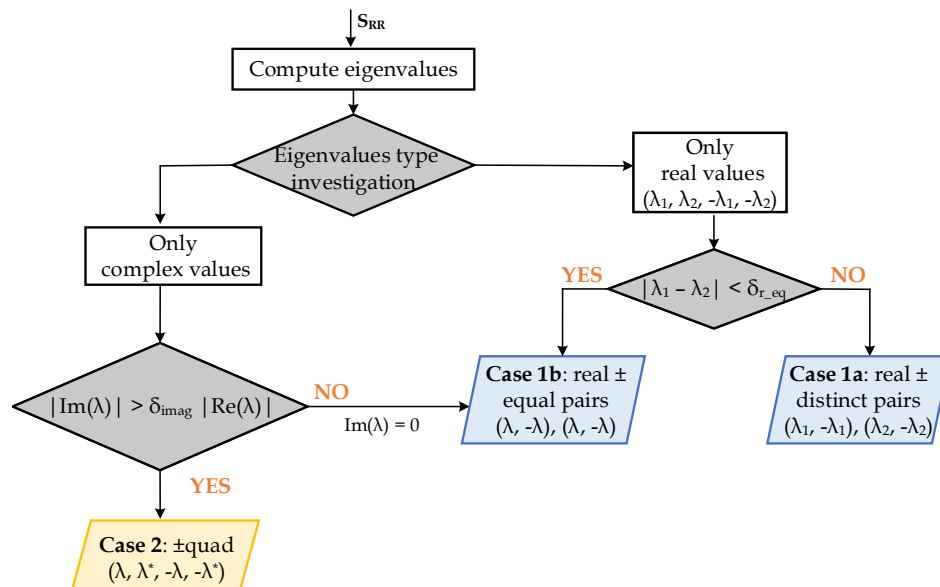 S_RR
Compute eigenvalues
Eigenvalues type
investigation
Only
real values
(λ₁, λ₂, -λ₁, -λ₂)
Only
complex values
YES
|λ₁ – λ₂| < δ_r_eq
NO
|Im(λ)| > δ_imag |Re(λ)|
NO
Im(λ) = 0
Case 1b: real ±
equal pairs
(λ, -λ), (λ, -λ)
Case 1a: real ±
distinct pairs
(λ₁, -λ₁), (λ₂, -λ₂)
YES
Case 2: ±quad
(λ, λ*, -λ, -λ*)